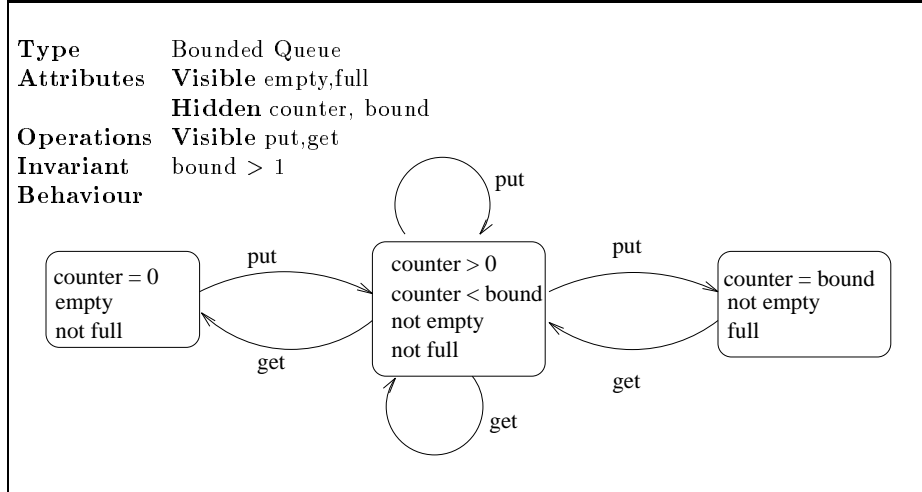 Type Bounded Queue
Attributes Visible empty,full
Hidden counter, bound
Operations Visible put,get
Invariant bound > 1
Behaviour
put
put
put
counter = 0
empty
not full
counter > 0
counter < bound
not empty
not full
counter = bound
not empty
full
get
get
get